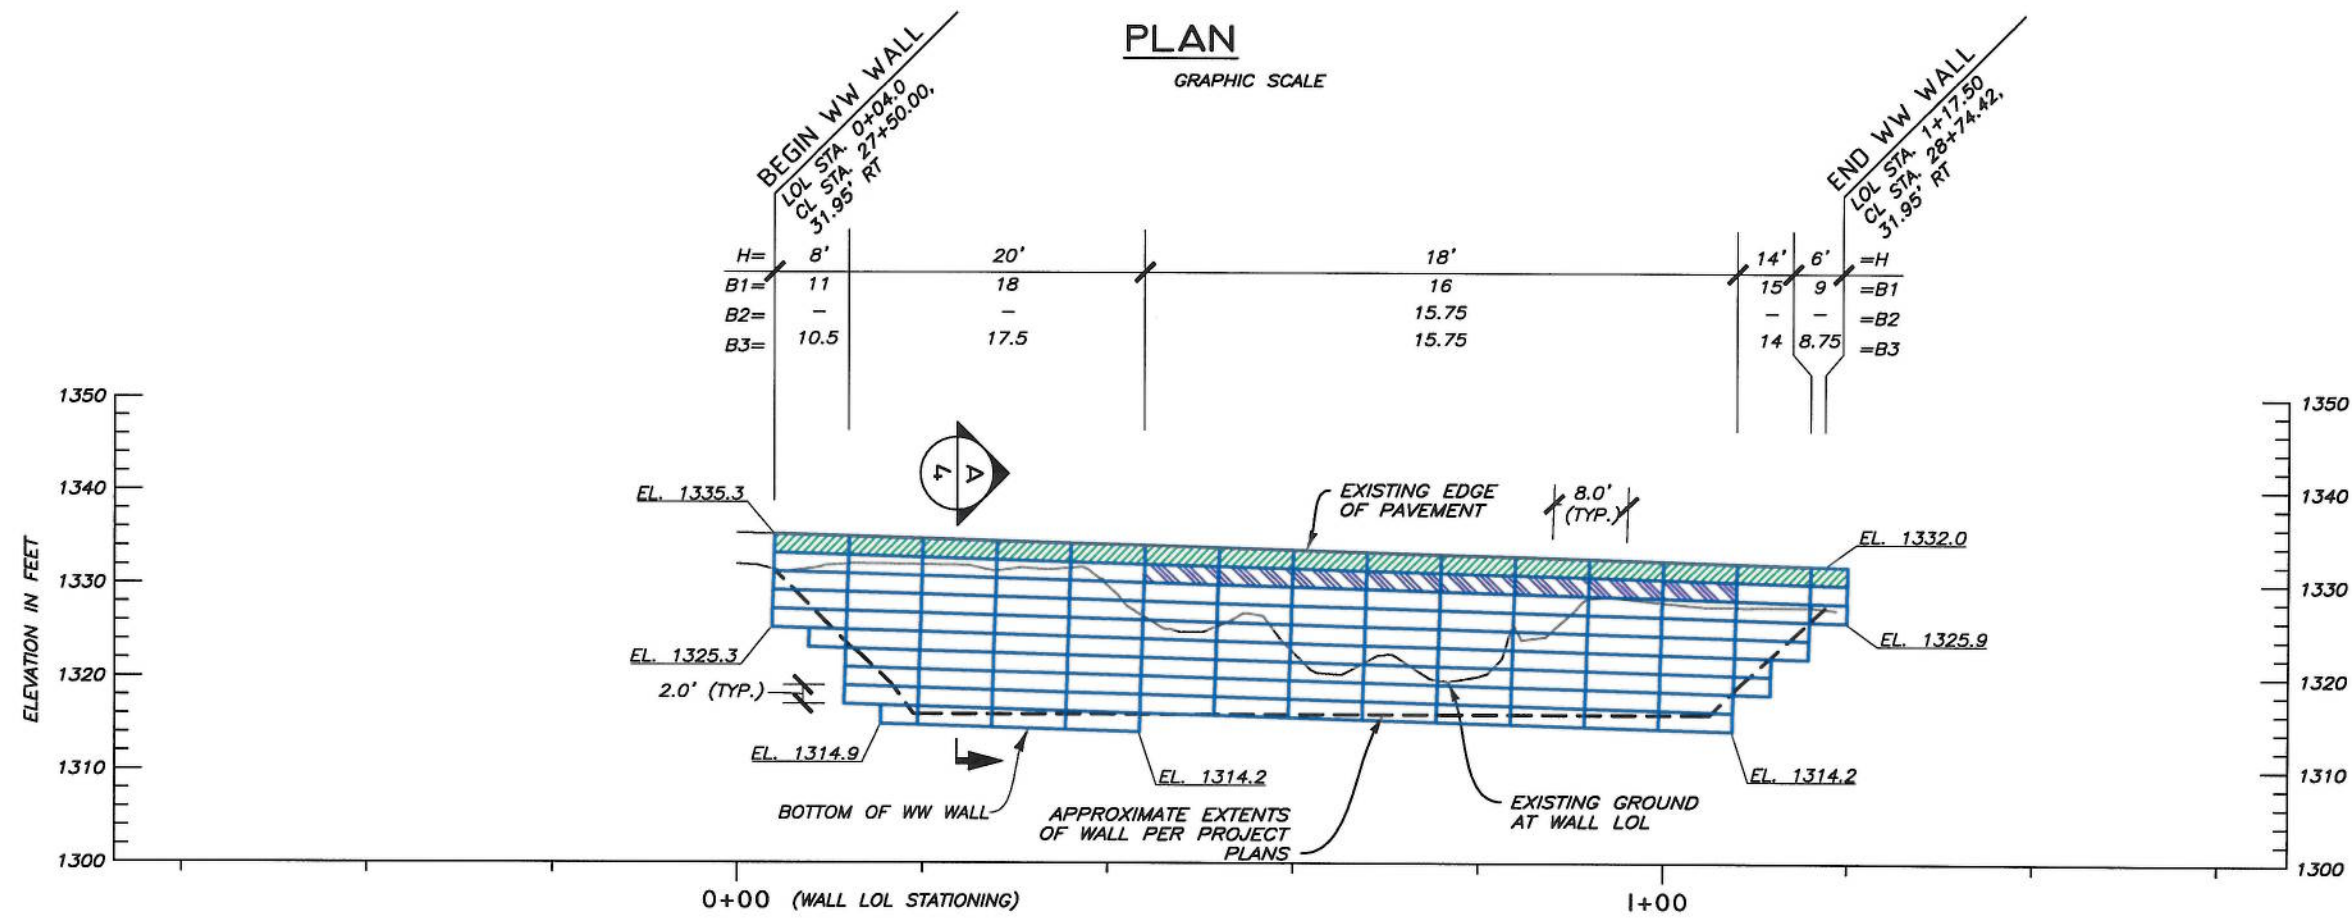 PLAN
GRAPHIC SCALE
BEGIN WW WALL
LOL STA. 0+04.0
CL STA. 27+50.00,
31.95' RT
END WW WALL
LOL STA. 1+17.50
CL STA. 28+74.42,
31.95' RT
H= 8' 20' 18' 14' 6' =H
B1= 11 18 16 15 9 =B1
B2= - - 15.75 - - =B2
B3= 10.5 17.5 15.75 14 8.75 =B3
1350
1340
1330
1320
1310
1300
ELEVATION IN FEET
1350
1340
1330
1320
1310
1300
A
4
EL. 1335.3
EXISTING EDGE
OF PAVEMENT
8.0'
(TYP.)
EL. 1332.0
EL. 1325.3
EL. 1325.9
2.0' (TYP.)
EL. 1314.9
EL. 1314.2
EL. 1314.2
BOTTOM OF WW WALL
APPROXIMATE EXTENTS
OF WALL PER PROJECT
PLANS
EXISTING GROUND
AT WALL LOL
0+00 (WALL LOL STATIONING)
1+00